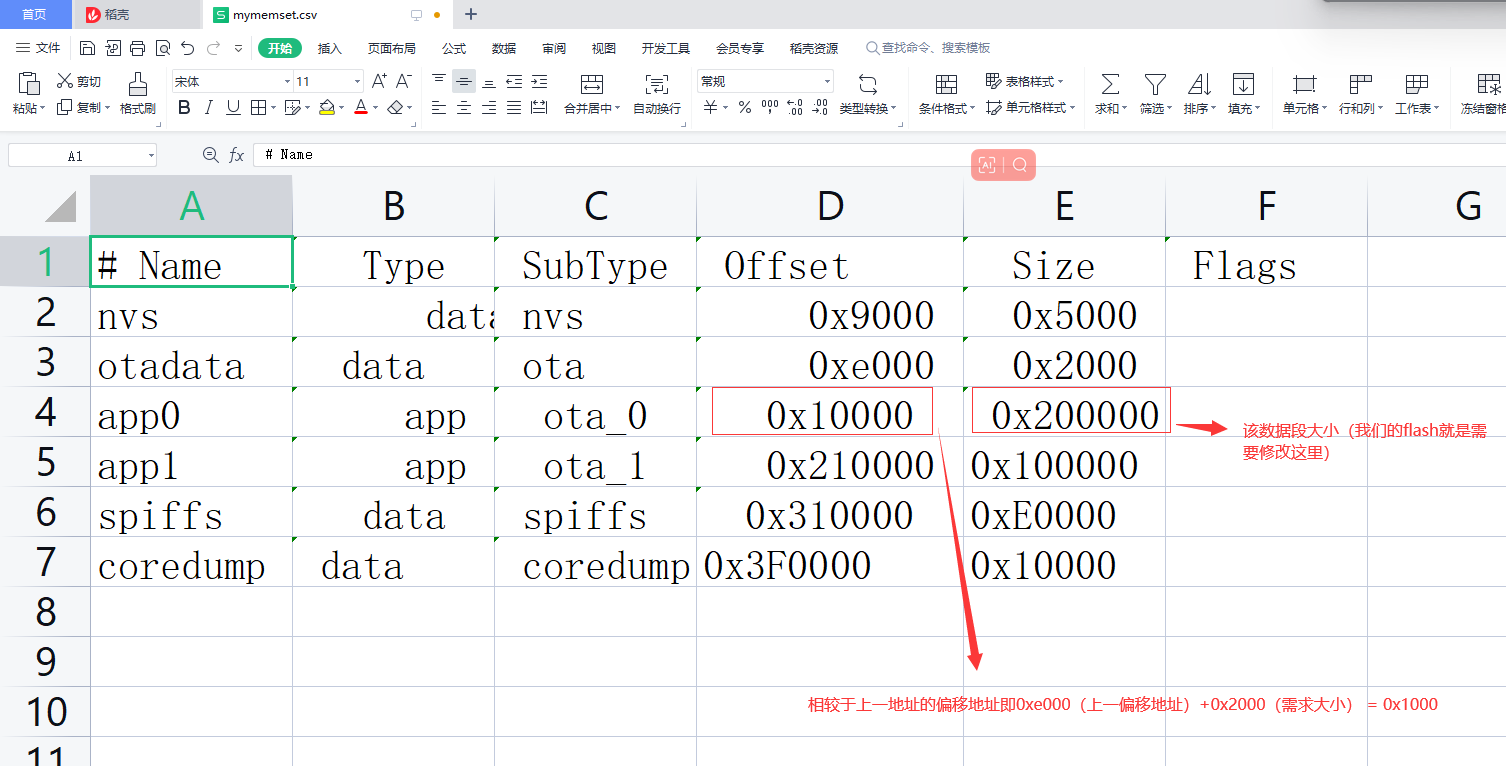 首页 稻壳 mymemset.csv
文件 开始 插入 页面布局 公式 数据 审阅 视图 开发工具 会员专享 稻壳资源 查找命令、搜索模板
剪切 宋体 11 A⁺ A⁻ 常规 表格样式
粘贴 复制 格式刷 B I U A 合并居中 自动换行 ￥ % 类型转换 条件格式 单元格样式 求和 筛选 排序 填充 单元格 行和列 工作表 冻结窗格
A1 fx # Name AI
A B C D E F G
1 # Name Type SubType Offset Size Flags
2 nvs data nvs 0x9000 0x5000
3 otadata data ota 0xe000 0x2000
4 app0 app ota_0 0x10000 0x200000
该数据段大小（我们的flash就是需
要修改这里）
5 app1 app ota_1 0x210000 0x100000
6 spiffs data spiffs 0x310000 0xE0000
7 coredump data coredump 0x3F0000 0x10000
8
9
10
相较于上一地址的偏移地址即0xe000（上一偏移地址）+0x2000（需求大小） = 0x1000
11